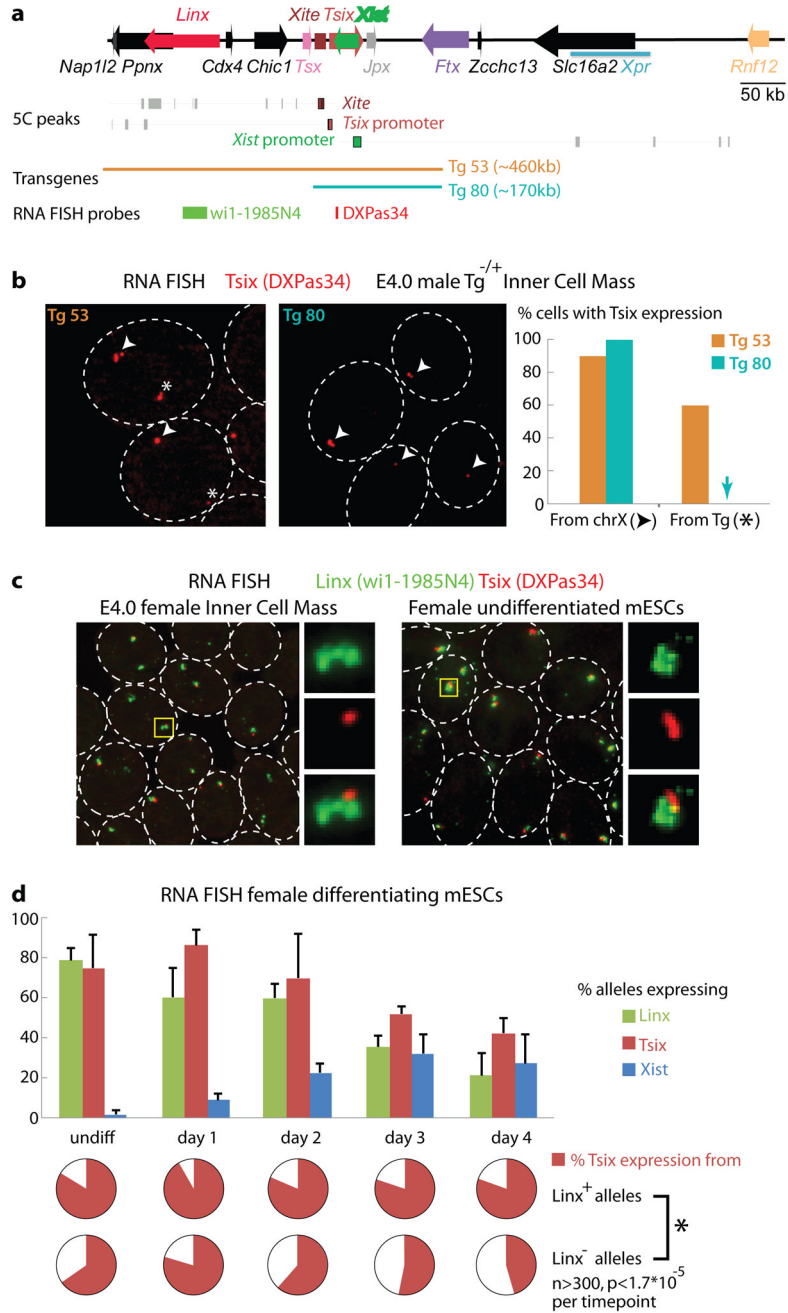 a
Linx Xite Tsix Xist
Nap1l2 Ppnx Cdx4 Chic1 Tsx Jpx Ftx Zcchc13 Slc16a2 Xpr Rnf12
50 kb
5C peaks
Xite
Tsix promoter
Xist promoter
Transgenes
Tg 53 (~460kb)
Tg 80 (~170kb)
RNA FISH probes
wi1-1985N4
DXPas34
b
RNA FISH Tsix (DXPas34) E4.0 male Tg-/+ Inner Cell Mass
Tg 53
*
*
Tg 80
% cells with Tsix expression
100
80
60
40
20
0
Tg 53
Tg 80
From chrX (➤) From Tg (*)
c
RNA FISH Linx (wi1-1985N4) Tsix (DXPas34)
E4.0 female Inner Cell Mass
Female undifferentiated mESCs
d
RNA FISH female differentiating mESCs
100
80
60
40
20
0
undiff day 1 day 2 day 3 day 4
% alleles expressing
Linx
Tsix
Xist
% Tsix expression from
Linx+ alleles
*
Linx- alleles
n>300, p<1.7*10-5
per timepoint